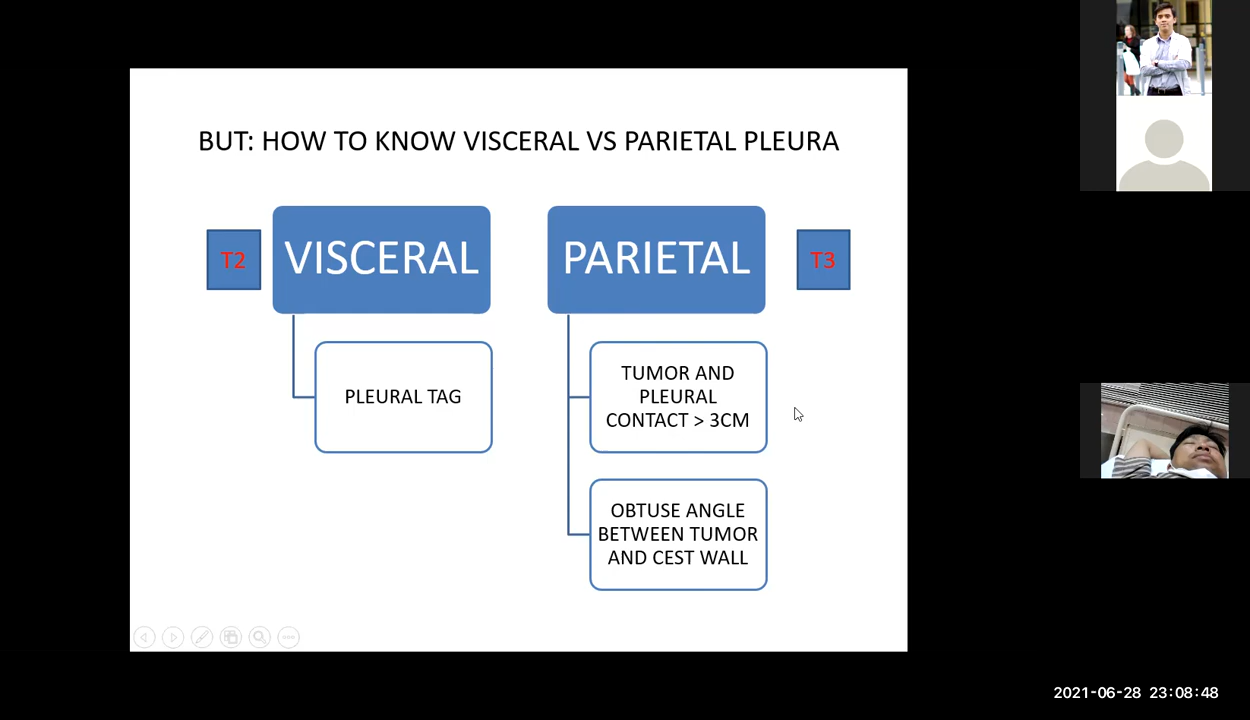 BUT: HOW TO KNOW VISCERAL VS PARIETAL PLEURA
T2
VISCERAL
PARIETAL
T3
PLEURAL TAG
TUMOR AND
PLEURAL
CONTACT > 3CM
OBTUSE ANGLE
BETWEEN TUMOR
AND CEST WALL
2021-06-28 23:08:48